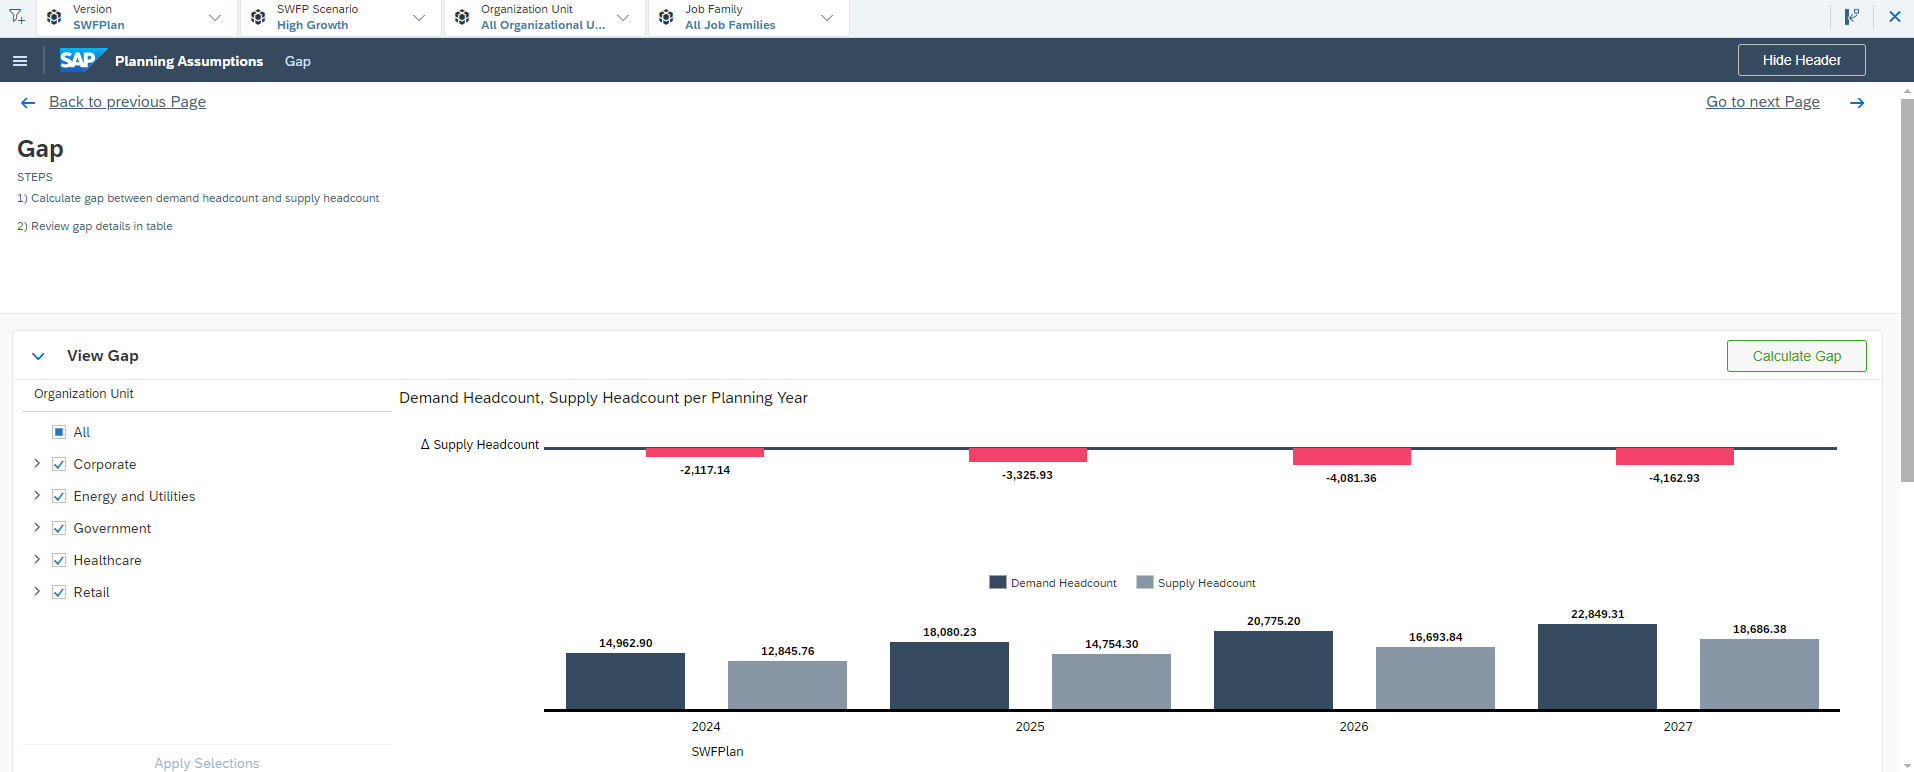 Version
SWFPlan
SWFP Scenario
High Growth
Organization Unit
All Organizational U...
Job Family
All Job Families
SAP
Planning Assumptions
Gap
Hide Header
Back to previous Page
Go to next Page
Gap
STEPS
1) Calculate gap between demand headcount and supply headcount
2) Review gap details in table
View Gap
Calculate Gap
Organization Unit
All
Corporate
Energy and Utilities
Government
Healthcare
Retail
Apply Selections
Demand Headcount, Supply Headcount per Planning Year
Δ Supply Headcount
-2,117.14
-3,325.93
-4,081.36
-4,162.93
Demand Headcount
Supply Headcount
14,962.90
12,845.76
18,080.23
14,754.30
20,775.20
16,693.84
22,849.31
18,686.38
2024
2025
2026
2027
SWFPlan